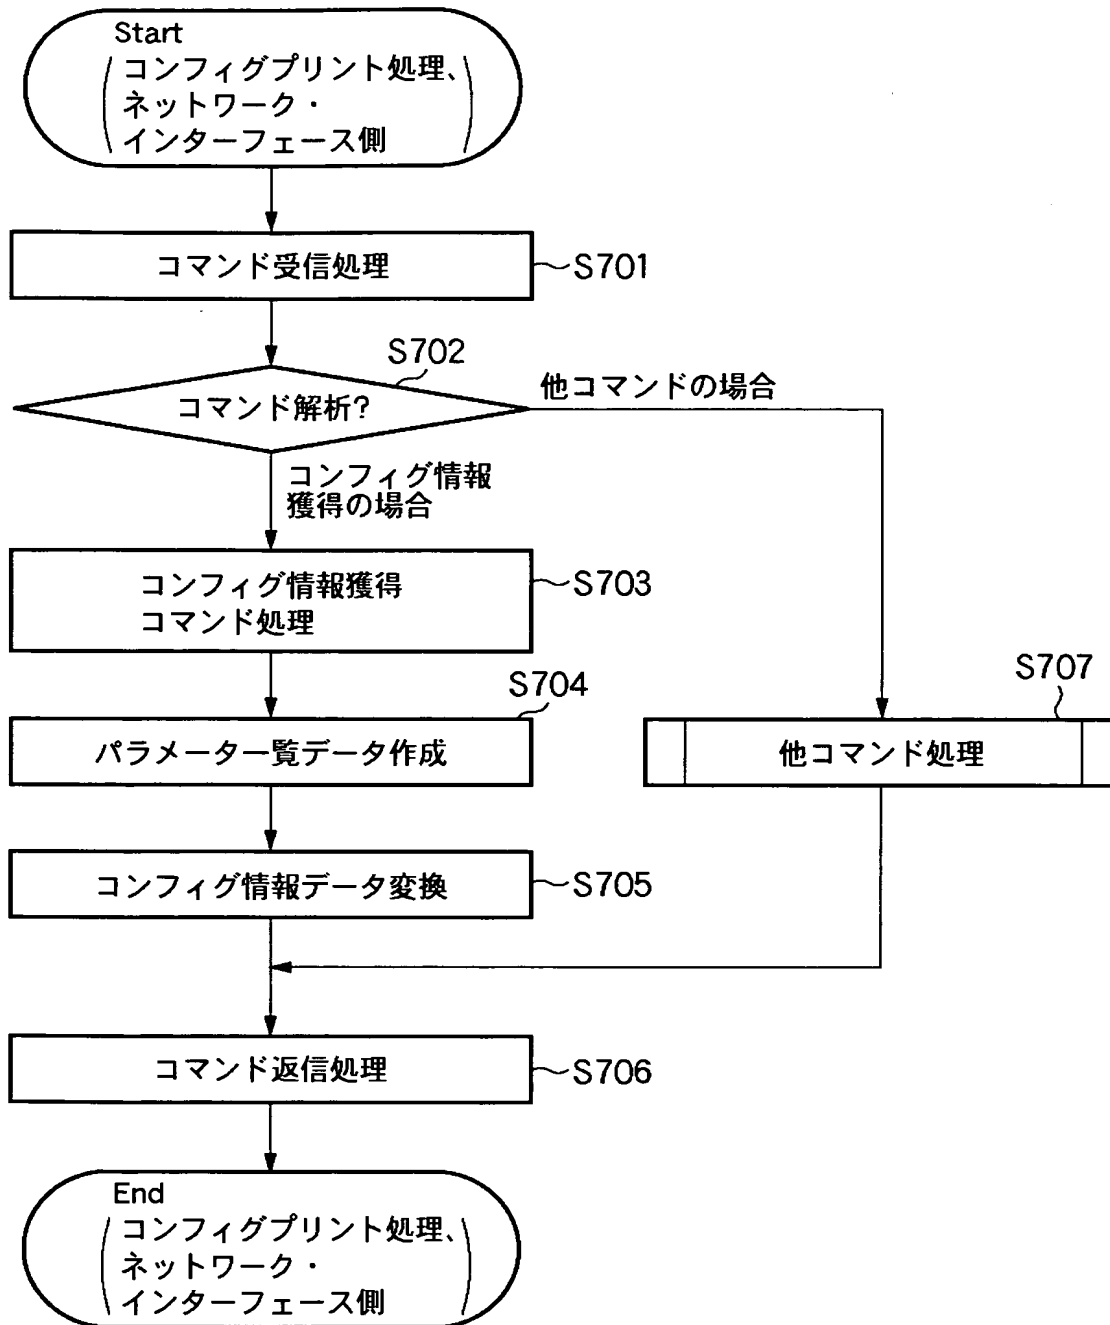 Start
コンフィグプリント処理、
ネットワーク・
インターフェース側
コマンド受信処理
S701
S702
コマンド解析?
他コマンドの場合
コンフィグ情報
獲得の場合
コンフィグ情報獲得
コマンド処理
S703
S704
パラメータ一覧データ作成
S707
他コマンド処理
コンフィグ情報データ変換
S705
コマンド返信処理
S706
End
コンフィグプリント処理、
ネットワーク・
インターフェース側